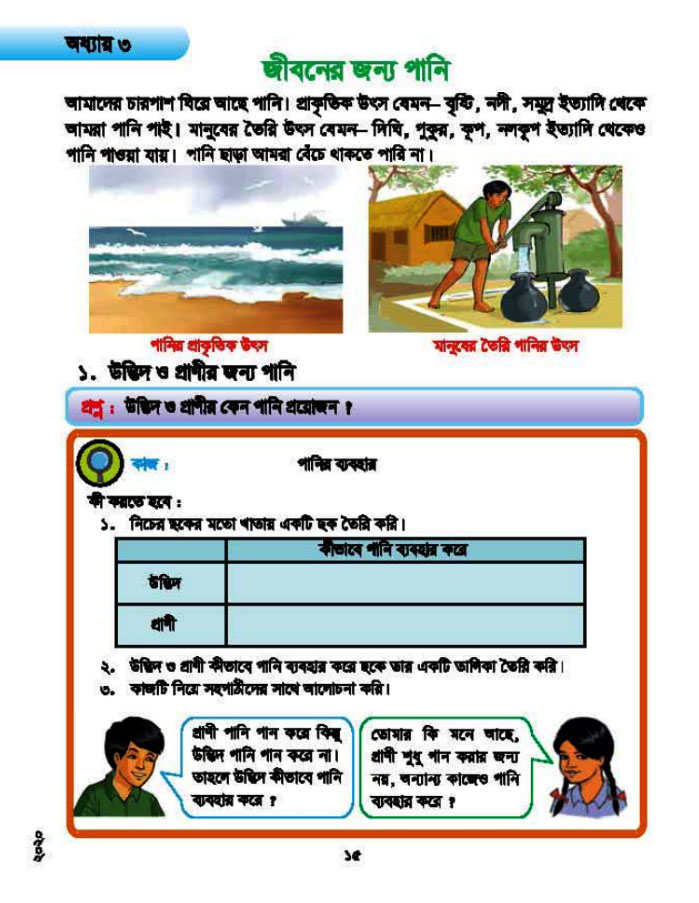 অধ্যায় ৩
জীবনের জন্য পানি
আমাদের চারপাশ ঘিরে আছে পানি। প্রাকৃতিক উৎস যেমন– বৃষ্টি, নদী, সমুদ্র ইত্যাদি থেকে
আমরা পানি পাই। মানুষের তৈরি উৎস যেমন– দিঘি, পুকুর, কূপ, নলকূপ ইত্যাদি থেকেও
পানি পাওয়া যায়। পানি ছাড়া আমরা বেঁচে থাকতে পারি না।
পানির প্রাকৃতিক উৎস
মানুষের তৈরি পানির উৎস
১. উদ্ভিদ ও প্রাণীর জন্য পানি
প্রশ্ন : উদ্ভিদ ও প্রাণীর কেন পানি প্রয়োজন ?
কাজ : পানির ব্যবহার
কী করতে হবে :
১. নিচের ছকের মতো খাতায় একটি ছক তৈরি করি।
কীভাবে পানি ব্যবহার করে
উদ্ভিদ
প্রাণী
২. উদ্ভিদ ও প্রাণী কীভাবে পানি ব্যবহার করে ছকে তার একটি তালিকা তৈরি করি।
৩. কাজটি নিয়ে সহপাঠীদের সাথে আলোচনা করি।
প্রাণী পানি পান করে কিন্তু
উদ্ভিদ পানি পান করে না।
তাহলে উদ্ভিদ কীভাবে পানি
ব্যবহার করে ?
তোমার কি মনে আছে,
প্রাণী শুধু পান করার জন্য
নয়, অন্যান্য কাজেও পানি
ব্যবহার করে ?
১৫